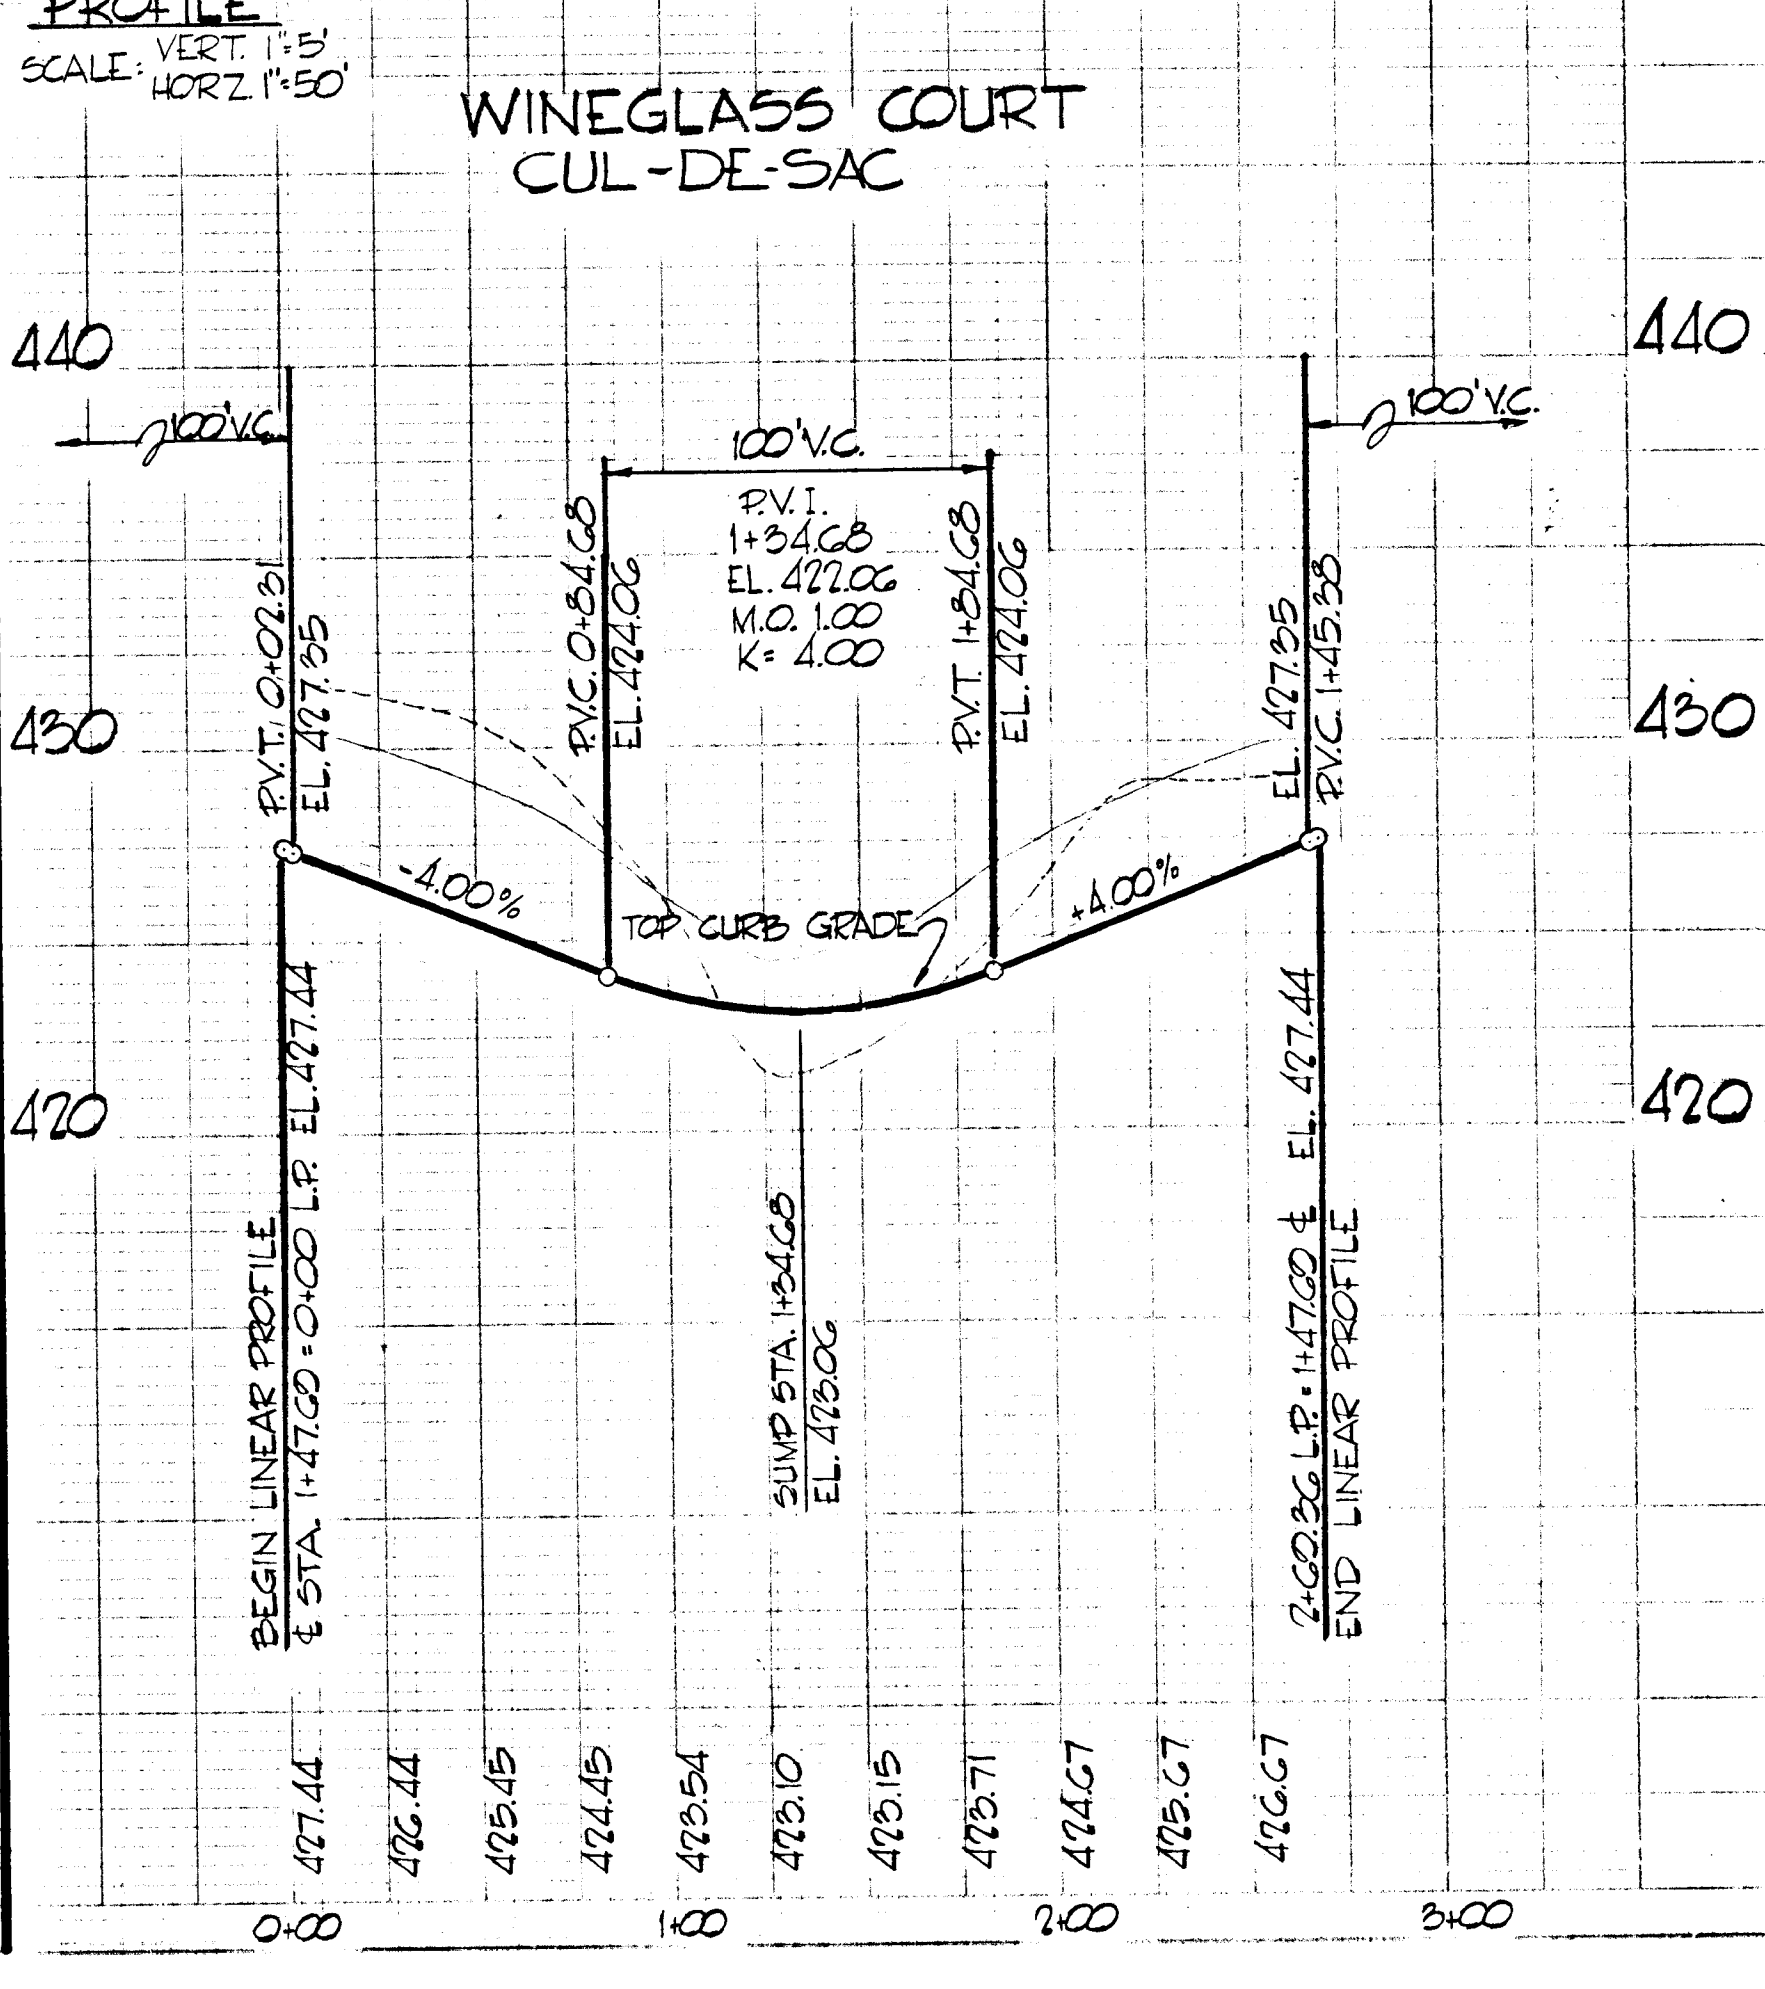 PROFILE
SCALE: VERT. 1"=5'
HORZ. 1"=50'
WINEGLASS COURT
CUL-DE-SAC
440
440
100'V.C.
100'V.C.
100'V.C.
P.V.I.
1+34.68
EL. 422.06
M.O. 1.00
K= 4.00
P.V.T. 0+02.31
EL. 427.35
P.V.C. 0+84.68
EL. 424.06
P.V.T. 1+84.68
EL. 424.06
EL. 427.35
P.V.C. 1+45.38
430
430
-4.00%
+4.00%
TOP CURB GRADE
420
420
BEGIN LINEAR PROFILE
℄ STA. 1+47.69 = 0+00 L.P. EL. 427.44
SUMP STA. 1+34.68
EL. 423.06
2+69.36 L.P. = 1+47.69 ℄ EL. 427.44
END LINEAR PROFILE
427.44
426.44
425.45
424.45
423.54
423.10
423.15
423.71
424.67
425.67
426.67
0+00
1+00
2+00
3+00